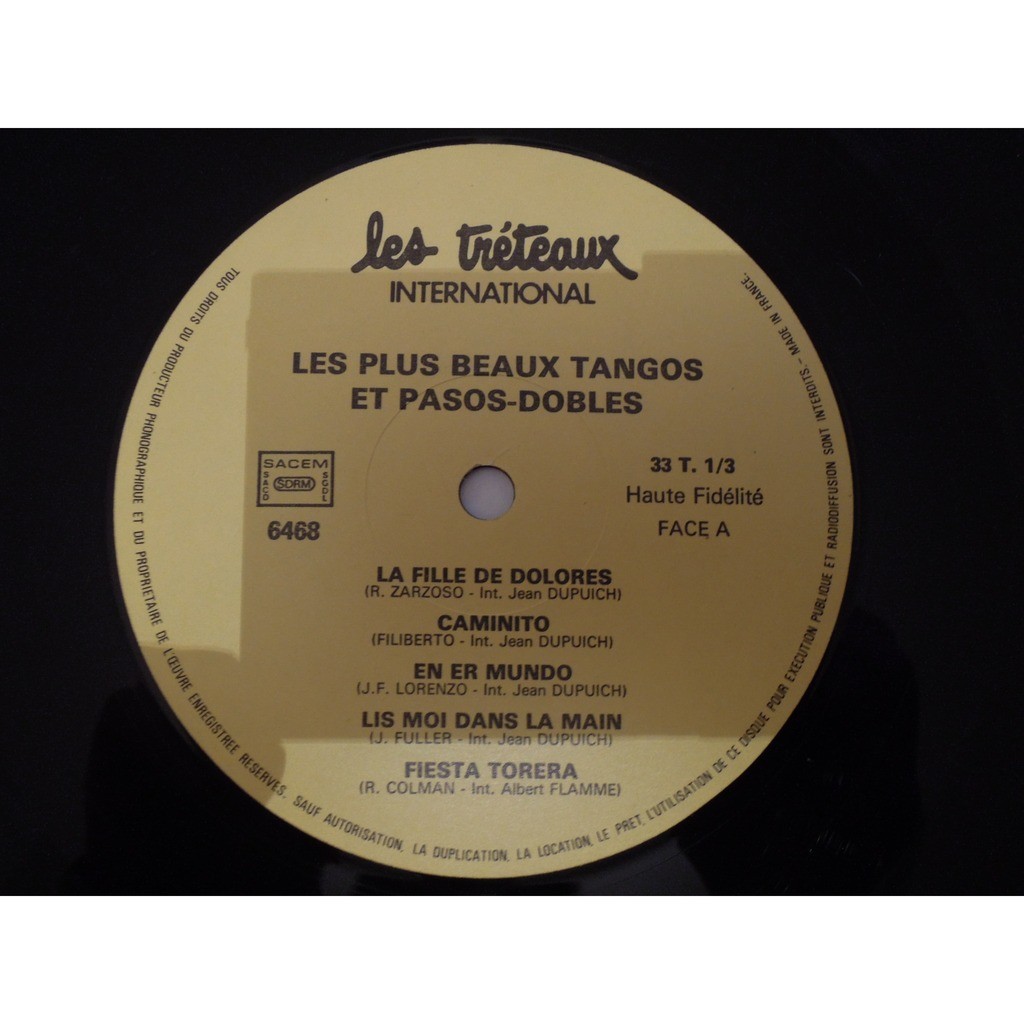 les tréteaux
INTERNATIONAL
LES PLUS BEAUX TANGOS
ET PASOS-DOBLES
SACEM
SACD
SDRM
SGDL
6468
33 T. 1/3
Haute Fidélité
FACE A
LA FILLE DE DOLORES
(R. ZARZOSO - Int. Jean DUPUICH)
CAMINITO
(FILIBERTO - Int. Jean DUPUICH)
EN ER MUNDO
(J.F. LORENZO - Int. Jean DUPUICH)
LIS MOI DANS LA MAIN
(J. FULLER - Int. Jean DUPUICH)
FIESTA TORERA
(R. COLMAN - Int. Albert FLAMME)
TOUS DROITS DU PRODUCTEUR PHONOGRAPHIQUE ET DU PROPRIETAIRE DE L'ŒUVRE ENREGISTREE RESERVES. SAUF AUTORISATION, LA DUPLICATION, LA LOCATION, LE PRET, L'UTILISATION DE CE DISQUE POUR EXECUTION PUBLIQUE ET RADIODIFFUSION SONT INTERDITS. - MADE IN FRANCE.